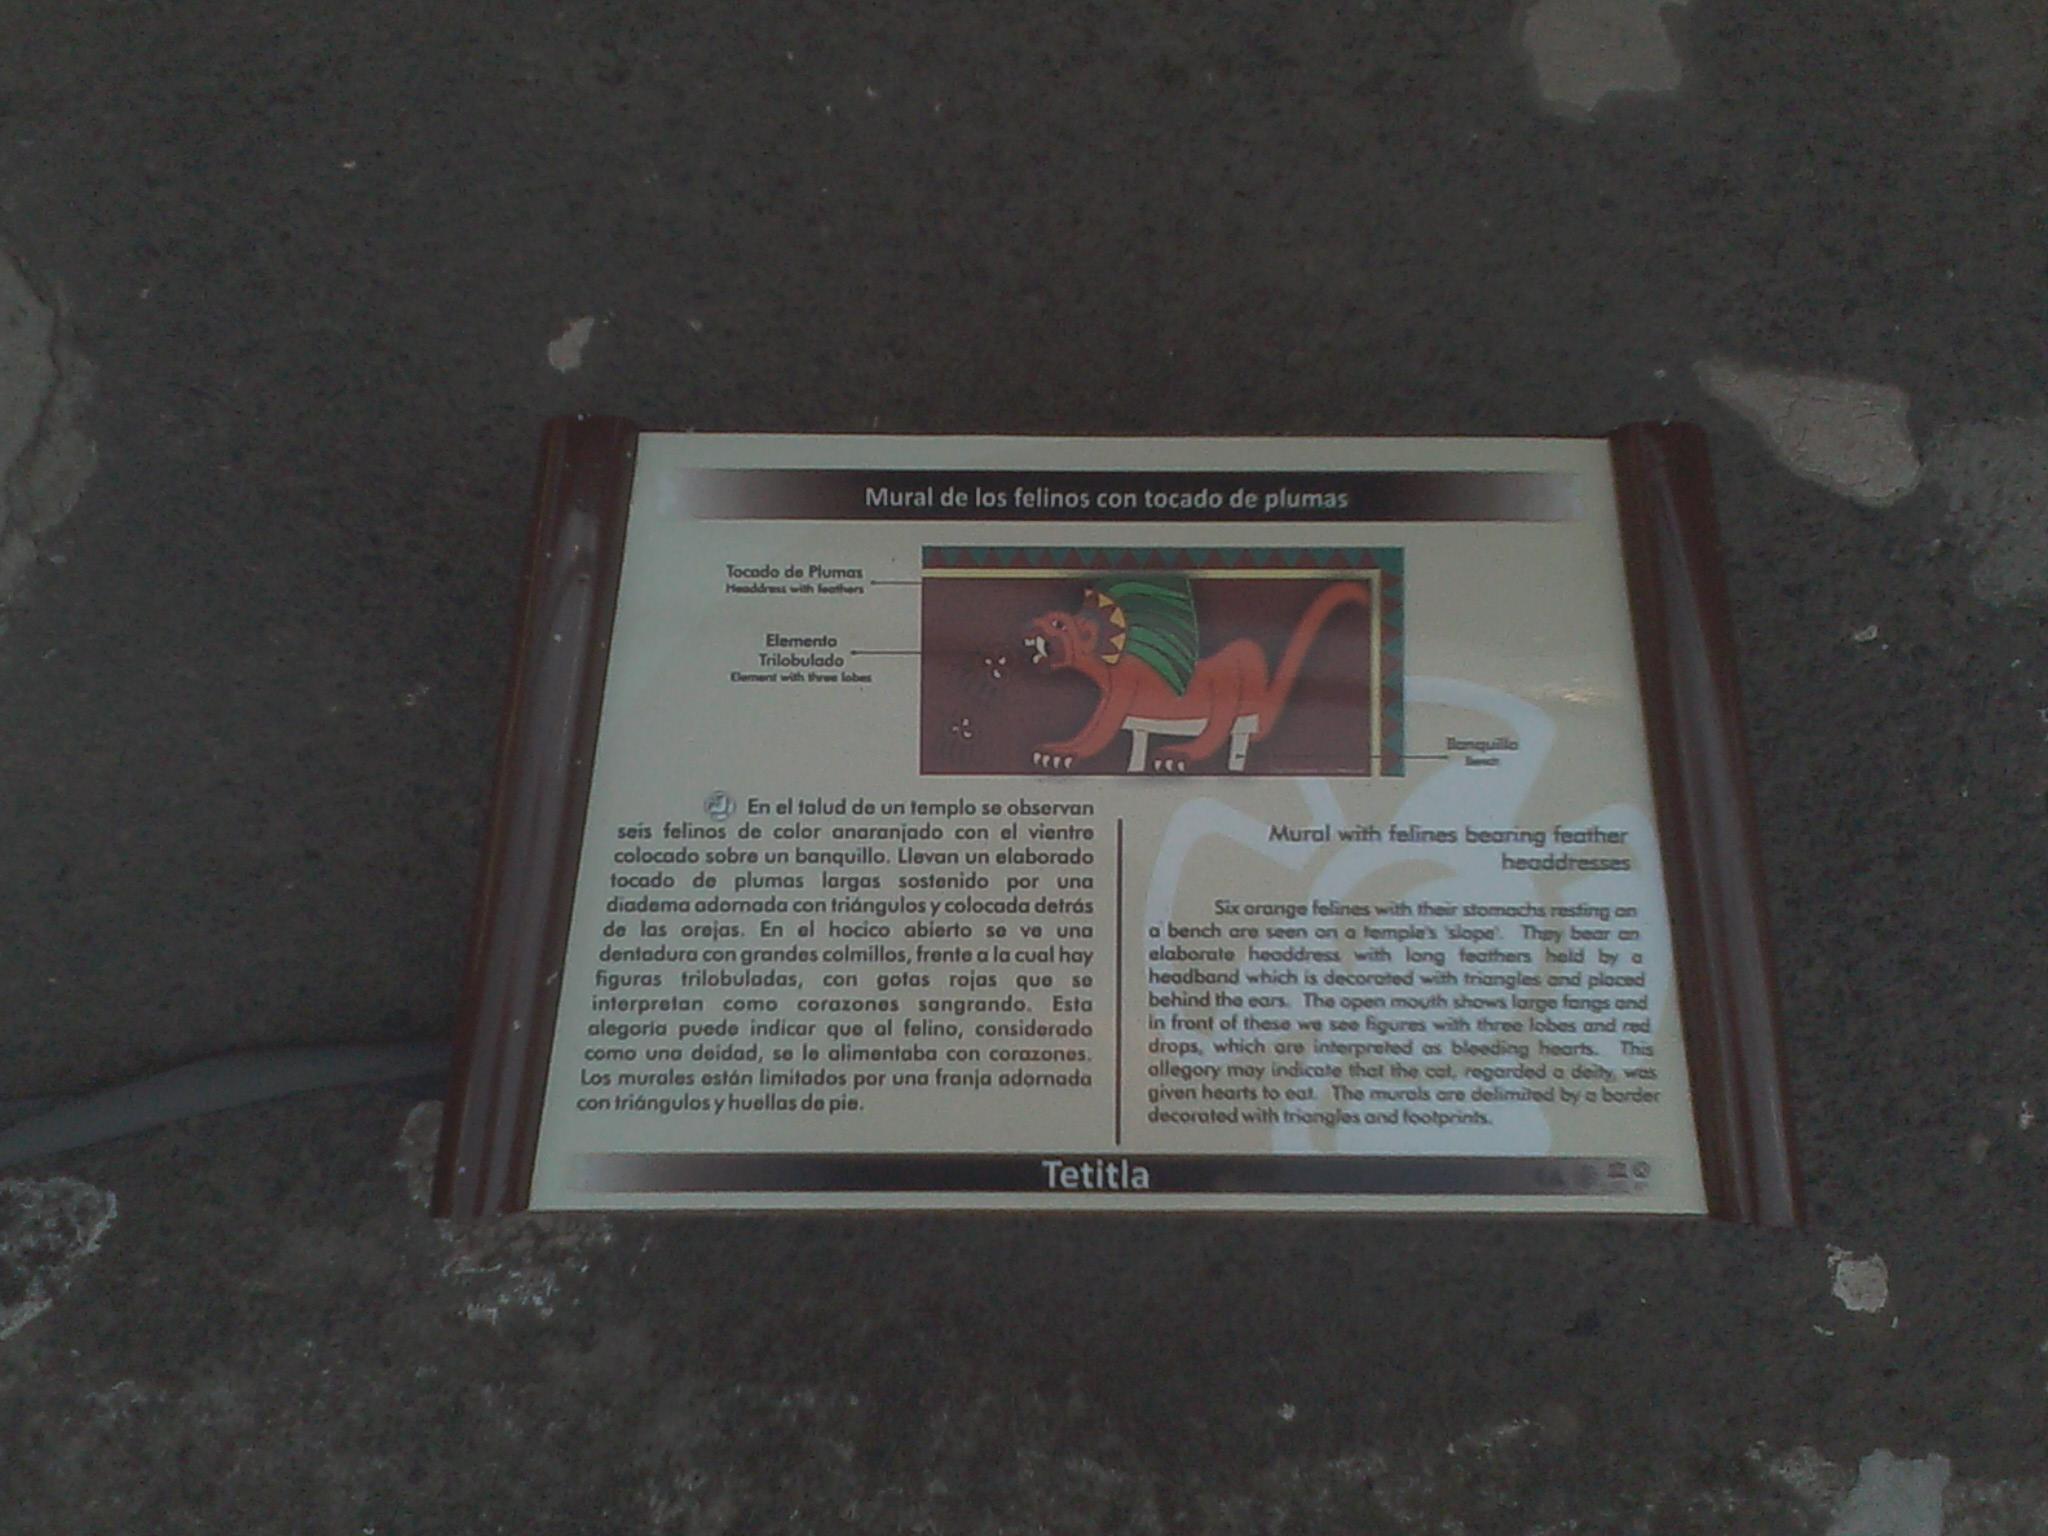 Mural de los felinos con tocado de plumas
Tocado de Plumas
Headdress with feathers
Elemento
Trilobulado
Element with three lobes
Banquillo
Bench
En el talud de un templo se observan
seis felinos de color anaranjado con el vientre
colocado sobre un banquillo. Llevan un elaborado
tocado de plumas largas sostenido por una
diadema adornada con triángulos y colocada detrás
de las orejas. En el hocico abierto se ve una
dentadura con grandes colmillos, frente a la cual hay
figuras trilobuladas, con gotas rojas que se
interpretan como corazones sangrando. Esta
alegoría puede indicar que al felino, considerado
como una deidad, se le alimentaba con corazones.
Los murales están limitados por una franja adornada
con triángulos y huellas de pie.
Mural with felines bearing feather
headdresses
Six orange felines with their stomachs resting on
a bench are seen on a temple's 'slope'. They bear an
elaborate headdress with long feathers held by a
headband which is decorated with triangles and placed
behind the ears. The open mouth shows large fangs and
in front of these we see figures with three lobes and red
drops, which are interpreted as bleeding hearts. This
allegory may indicate that the cat, regarded a deity, was
given hearts to eat. The murals are delimited by a border
decorated with triangles and footprints.
Tetitla